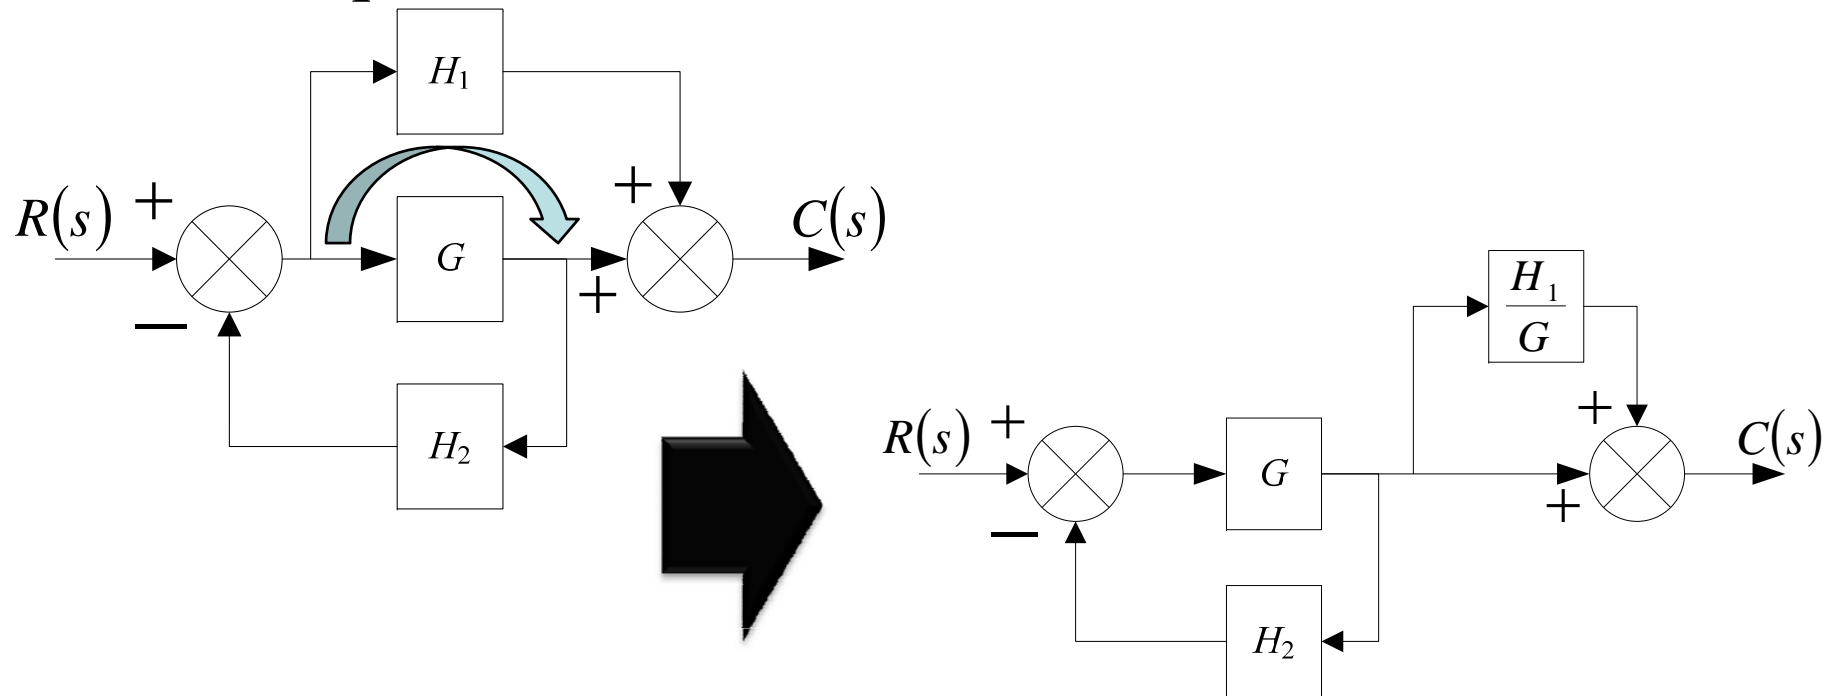 H₁
R(s) + + C(s)
G
− +
H₂
H₁
G
R(s) + + C(s)
G
− +
H₂